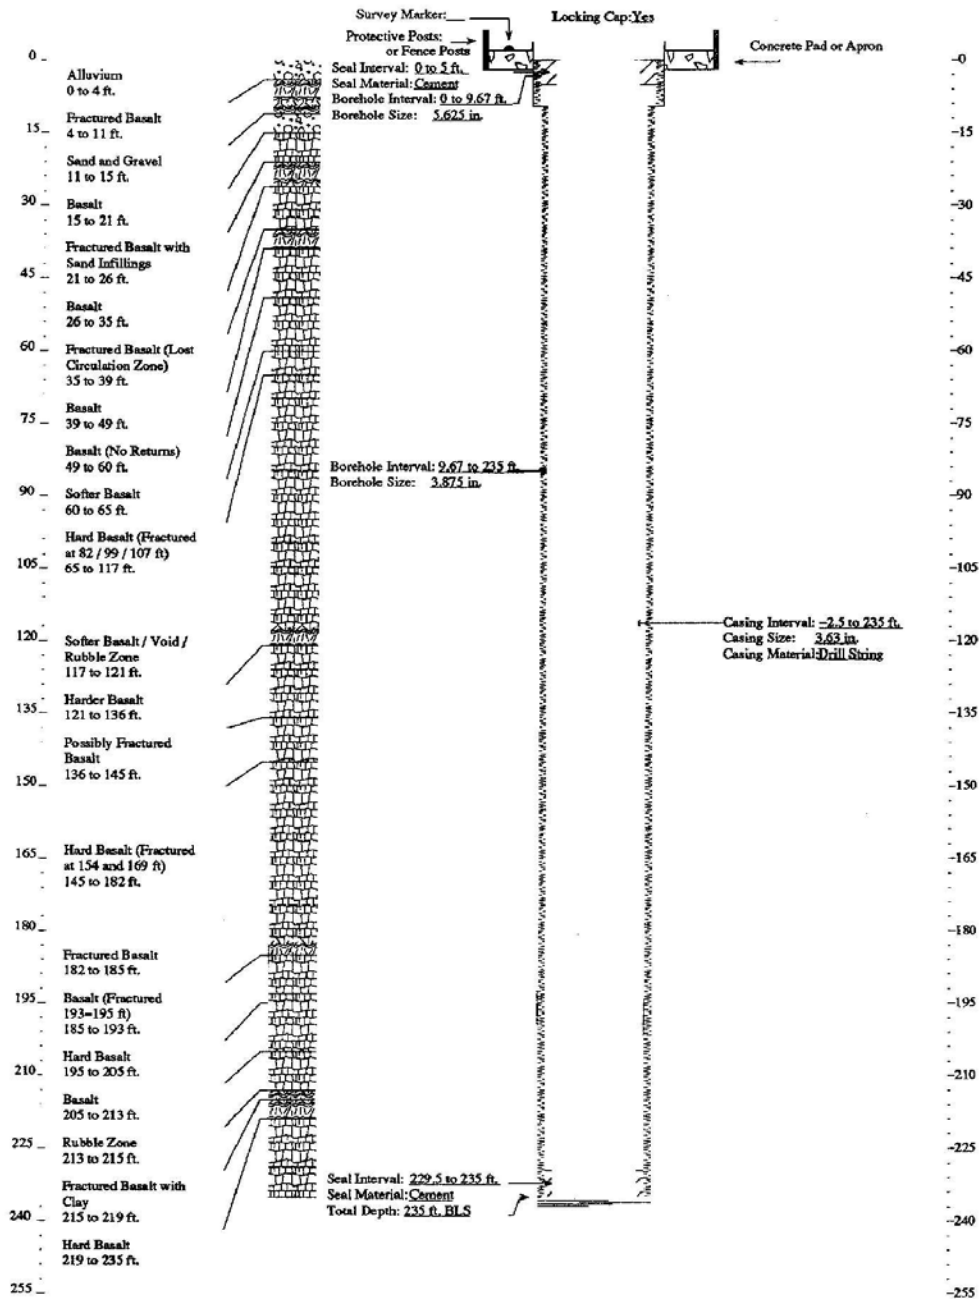 Survey Marker:
Locking Cap:Yes
Protective Posts:
or Fence Posts
Concrete Pad or Apron
Seal Interval: 0 to 5 ft.
Seal Material: Cement
Borehole Interval: 0 to 9.67 ft.
Borehole Size: 5.625 in.
0
15
30
45
60
75
90
105
120
135
150
165
180
195
210
225
240
255
Alluvium
0 to 4 ft.
Fractured Basalt
4 to 11 ft.
Sand and Gravel
11 to 15 ft.
Basalt
15 to 21 ft.
Fractured Basalt with
Sand Infillings
21 to 26 ft.
Basalt
26 to 35 ft.
Fractured Basalt (Lost
Circulation Zone)
35 to 39 ft.
Basalt
39 to 49 ft.
Basalt (No Returns)
49 to 60 ft.
Softer Basalt
60 to 65 ft.
Hard Basalt (Fractured
at 82 / 99 / 107 ft)
65 to 117 ft.
Softer Basalt / Void /
Rubble Zone
117 to 121 ft.
Harder Basalt
121 to 136 ft.
Possibly Fractured
Basalt
136 to 145 ft.
Hard Basalt (Fractured
at 154 and 169 ft)
145 to 182 ft.
Fractured Basalt
182 to 185 ft.
Basalt (Fractured
193=195 ft)
185 to 193 ft.
Hard Basalt
195 to 205 ft.
Basalt
205 to 213 ft.
Rubble Zone
213 to 215 ft.
Fractured Basalt with
Clay
215 to 219 ft.
Hard Basalt
219 to 235 ft.
Borehole Interval: 9.67 to 235 ft.
Borehole Size: 3.875 in.
Casing Interval: -2.5 to 235 ft.
Casing Size: 3.63 in.
Casing Material:Drill String
Seal Interval: 229.5 to 235 ft.
Seal Material:Cement
Total Depth: 235 ft. BLS
-0
-15
-30
-45
-60
-75
-90
-105
-120
-135
-150
-165
-180
-195
-210
-225
-240
-255